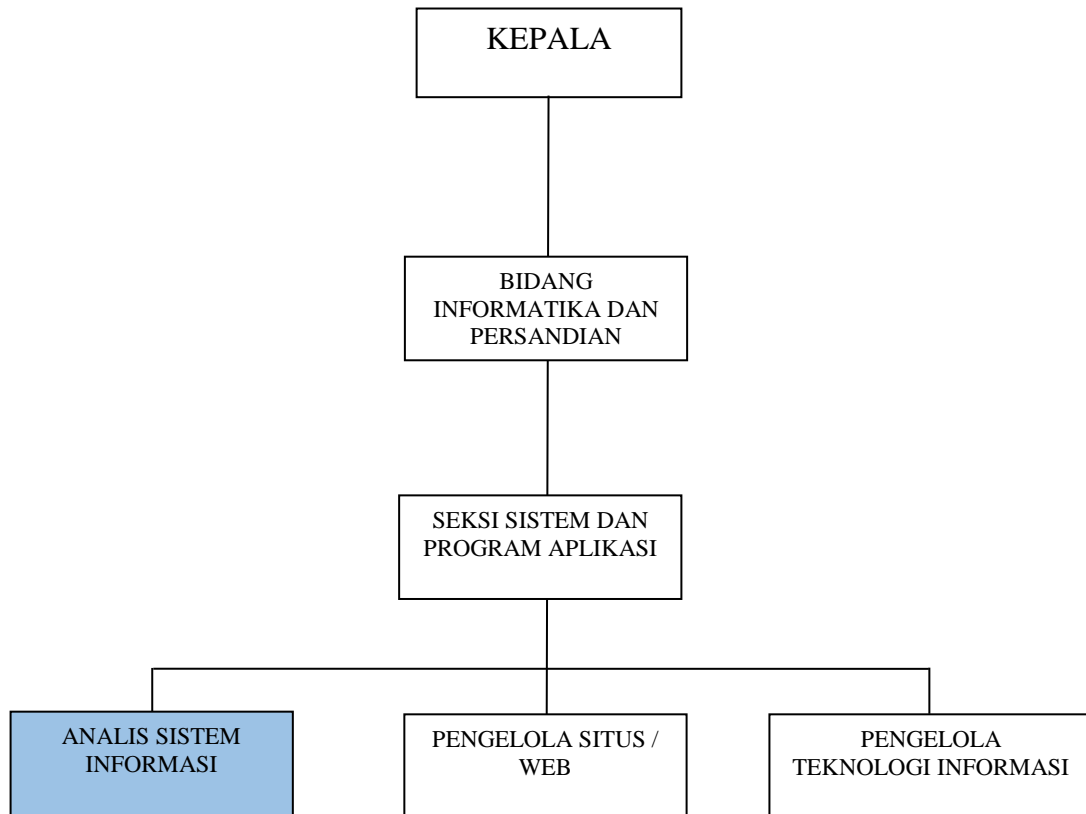 KEPALA
BIDANG
INFORMATIKA DAN
PERSANDIAN
SEKSI SISTEM DAN
PROGRAM APLIKASI
ANALIS SISTEM
INFORMASI
PENGELOLA SITUS /
WEB
PENGELOLA
TEKNOLOGI INFORMASI